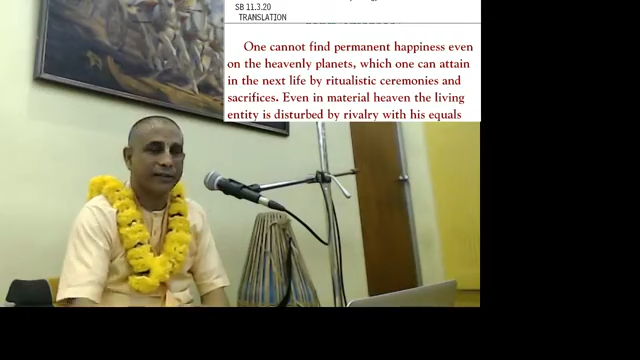 SB 11.3.20
TRANSLATION
One cannot find permanent happiness even
on the heavenly planets, which one can attain
in the next life by ritualistic ceremonies and
sacrifices. Even in material heaven the living
entity is disturbed by rivalry with his equals